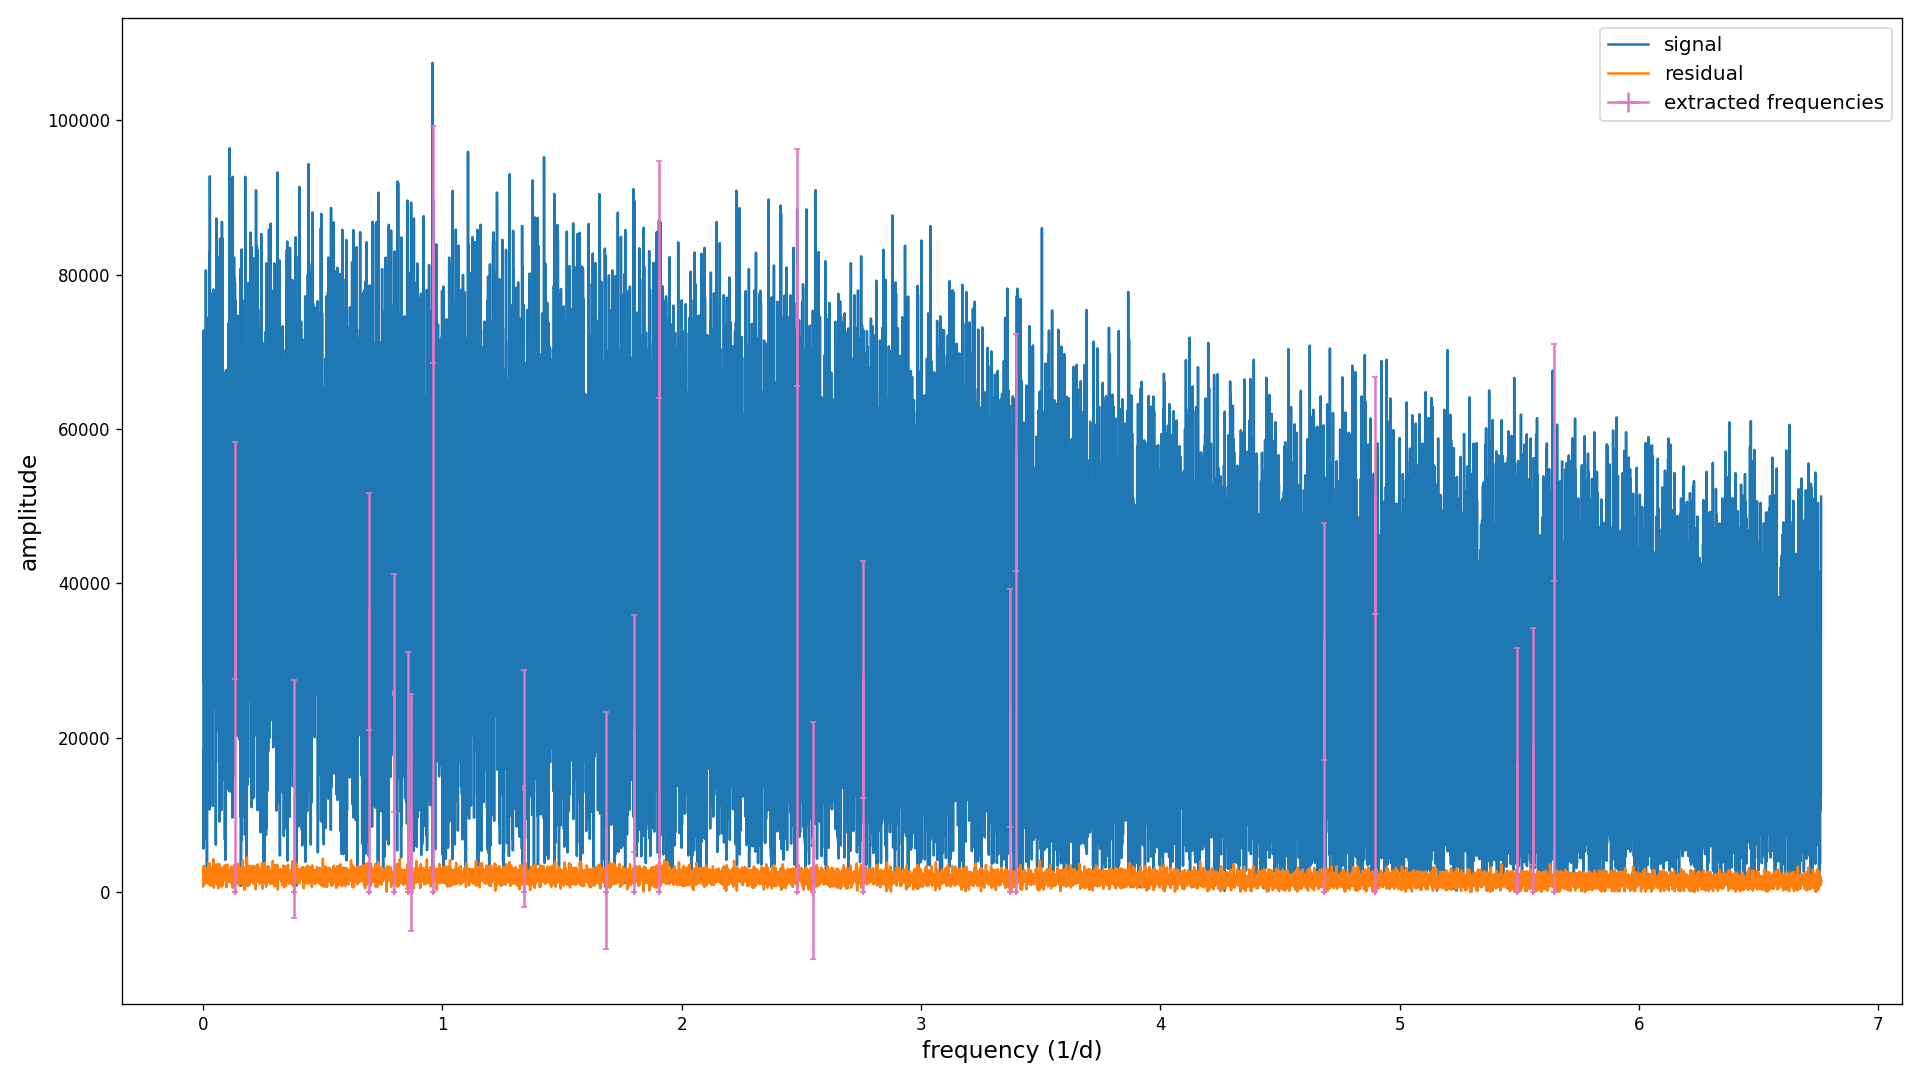 signal
residual
extracted frequencies
100000
80000
60000
40000
20000
0
amplitude
0 1 2 3 4 5 6 7
frequency (1/d)